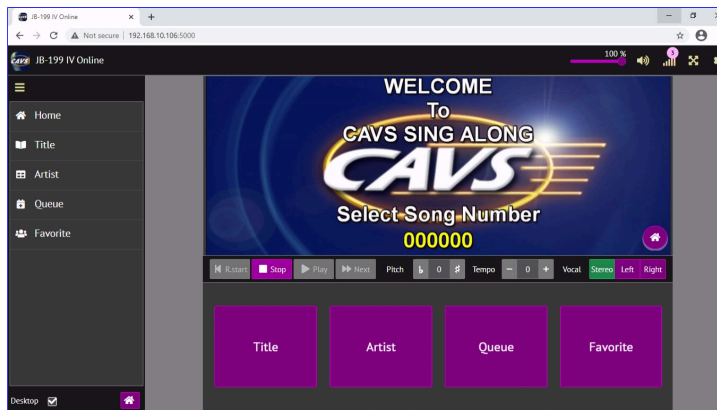 JB-199 IV Online
Not secure | 192.168.10.106:5000
CAVS JB-199 IV Online
100 %
3
Home
Title
Artist
Queue
Favorite
WELCOME
To
CAVS SING ALONG
CAVS
Select Song Number
000000
R.start Stop Play Next Pitch ♭ 0 ♯ Tempo − 0 + Vocal Stereo Left Right
Title Artist Queue Favorite
Desktop